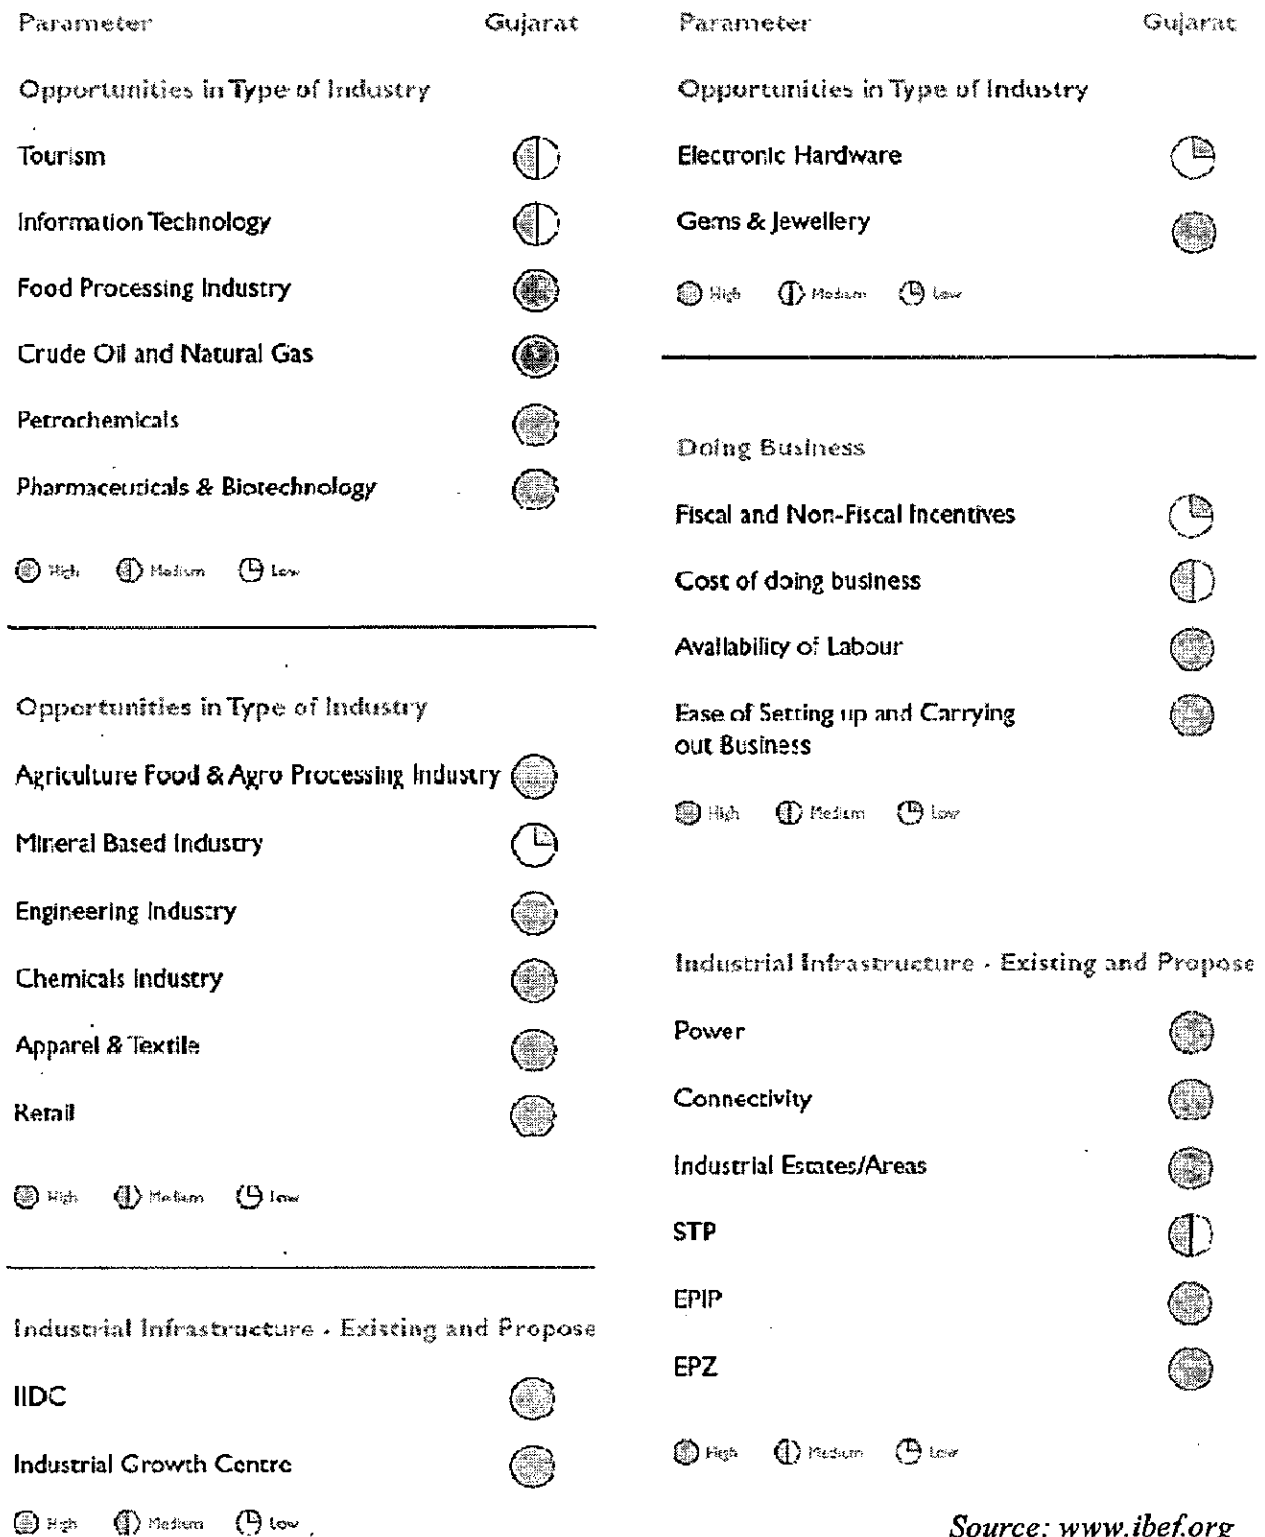 Parameter Gujarat
Opportunities in Type of Industry
Tourism
Information Technology
Food Processing Industry
Crude Oil and Natural Gas
Petrochemicals
Pharmaceuticals & Biotechnology
High Medium Low
Opportunities in Type of Industry
Agriculture Food & Agro Processing Industry
Mineral Based Industry
Engineering Industry
Chemicals Industry
Apparel & Textile
Retail
High Medium Low
Industrial Infrastructure - Existing and Propose
IIDC
Industrial Growth Centre
High Medium Low
Parameter Gujarat
Opportunities in Type of Industry
Electronic Hardware
Gems & Jewellery
High Medium Low
Doing Business
Fiscal and Non-Fiscal Incentives
Cost of doing business
Availability of Labour
Ease of Setting up and Carrying
out Business
High Medium Low
Industrial Infrastructure - Existing and Propose
Power
Connectivity
Industrial Estates/Areas
STP
EPIP
EPZ
High Medium Low
Source: www.ibef.org